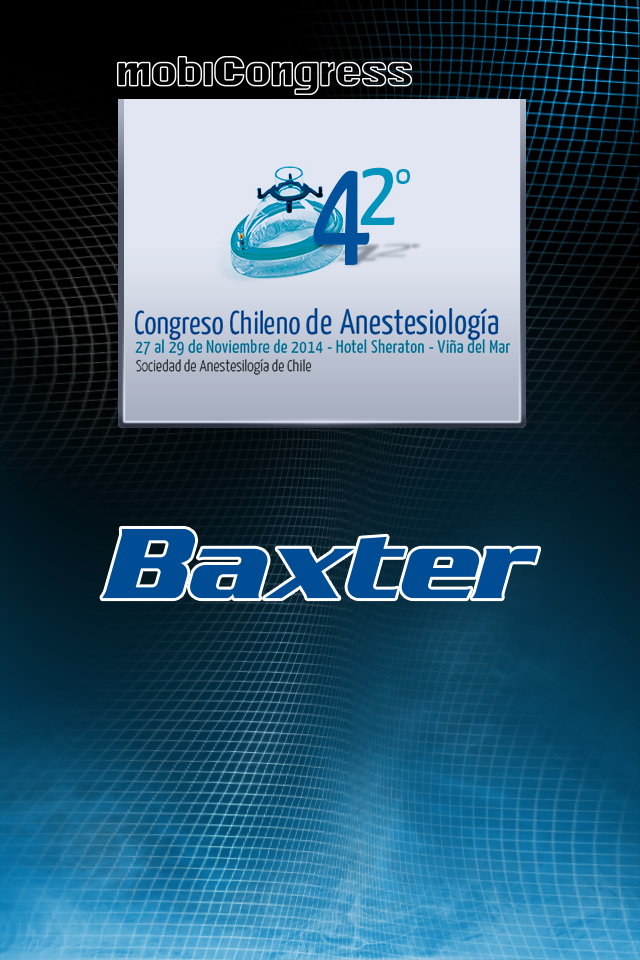 mobiCongress
42°
Congreso Chileno de Anestesiología
27 al 29 de Noviembre de 2014 - Hotel Sheraton - Viña del Mar
Sociedad de Anestesilogía de Chile
Baxter